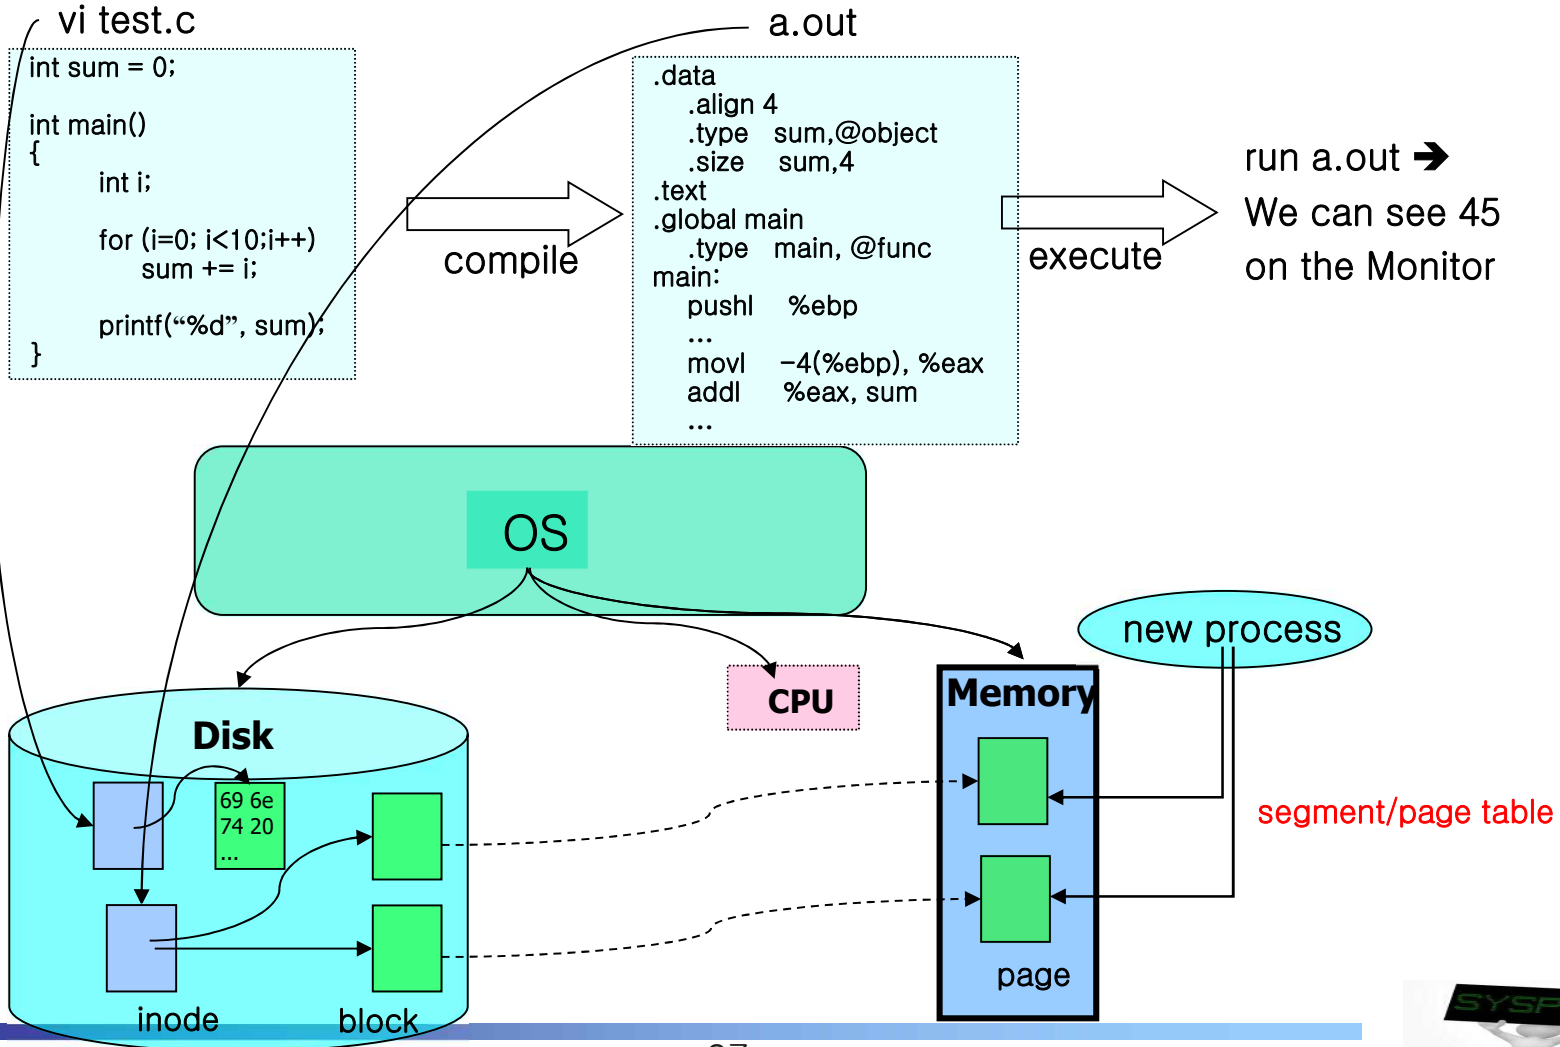 vi test.c
int sum = 0;
int main()
{
int i;
for (i=0; i<10;i++)
sum += i;
printf(“%d”, sum);
}
compile
a.out
.data
.align 4
.type sum,@object
.size sum,4
.text
.global main
.type main, @func
main:
pushl %ebp
...
movl -4(%ebp), %eax
addl %eax, sum
...
execute
run a.out ➔
We can see 45
on the Monitor
OS
Disk
69 6e
74 20
...
inode
block
CPU
Memory
page
new process
segment/page table